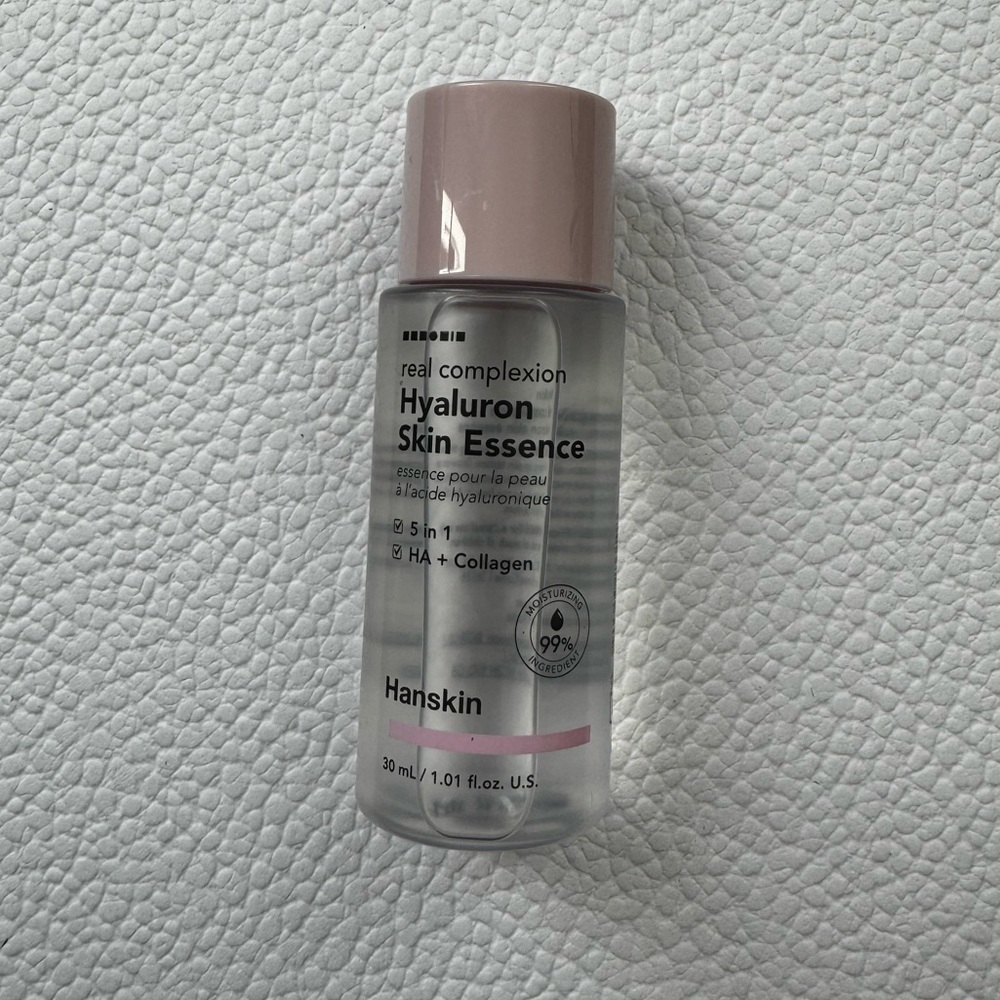 real complexion
Hyaluron
Skin Essence
essence pour la peau
à l'acide hyaluronique
5 in 1
HA + Collagen
MOISTURIZING
99%
INGREDIENT
Hanskin
30 mL / 1.01 fl.oz. U.S.